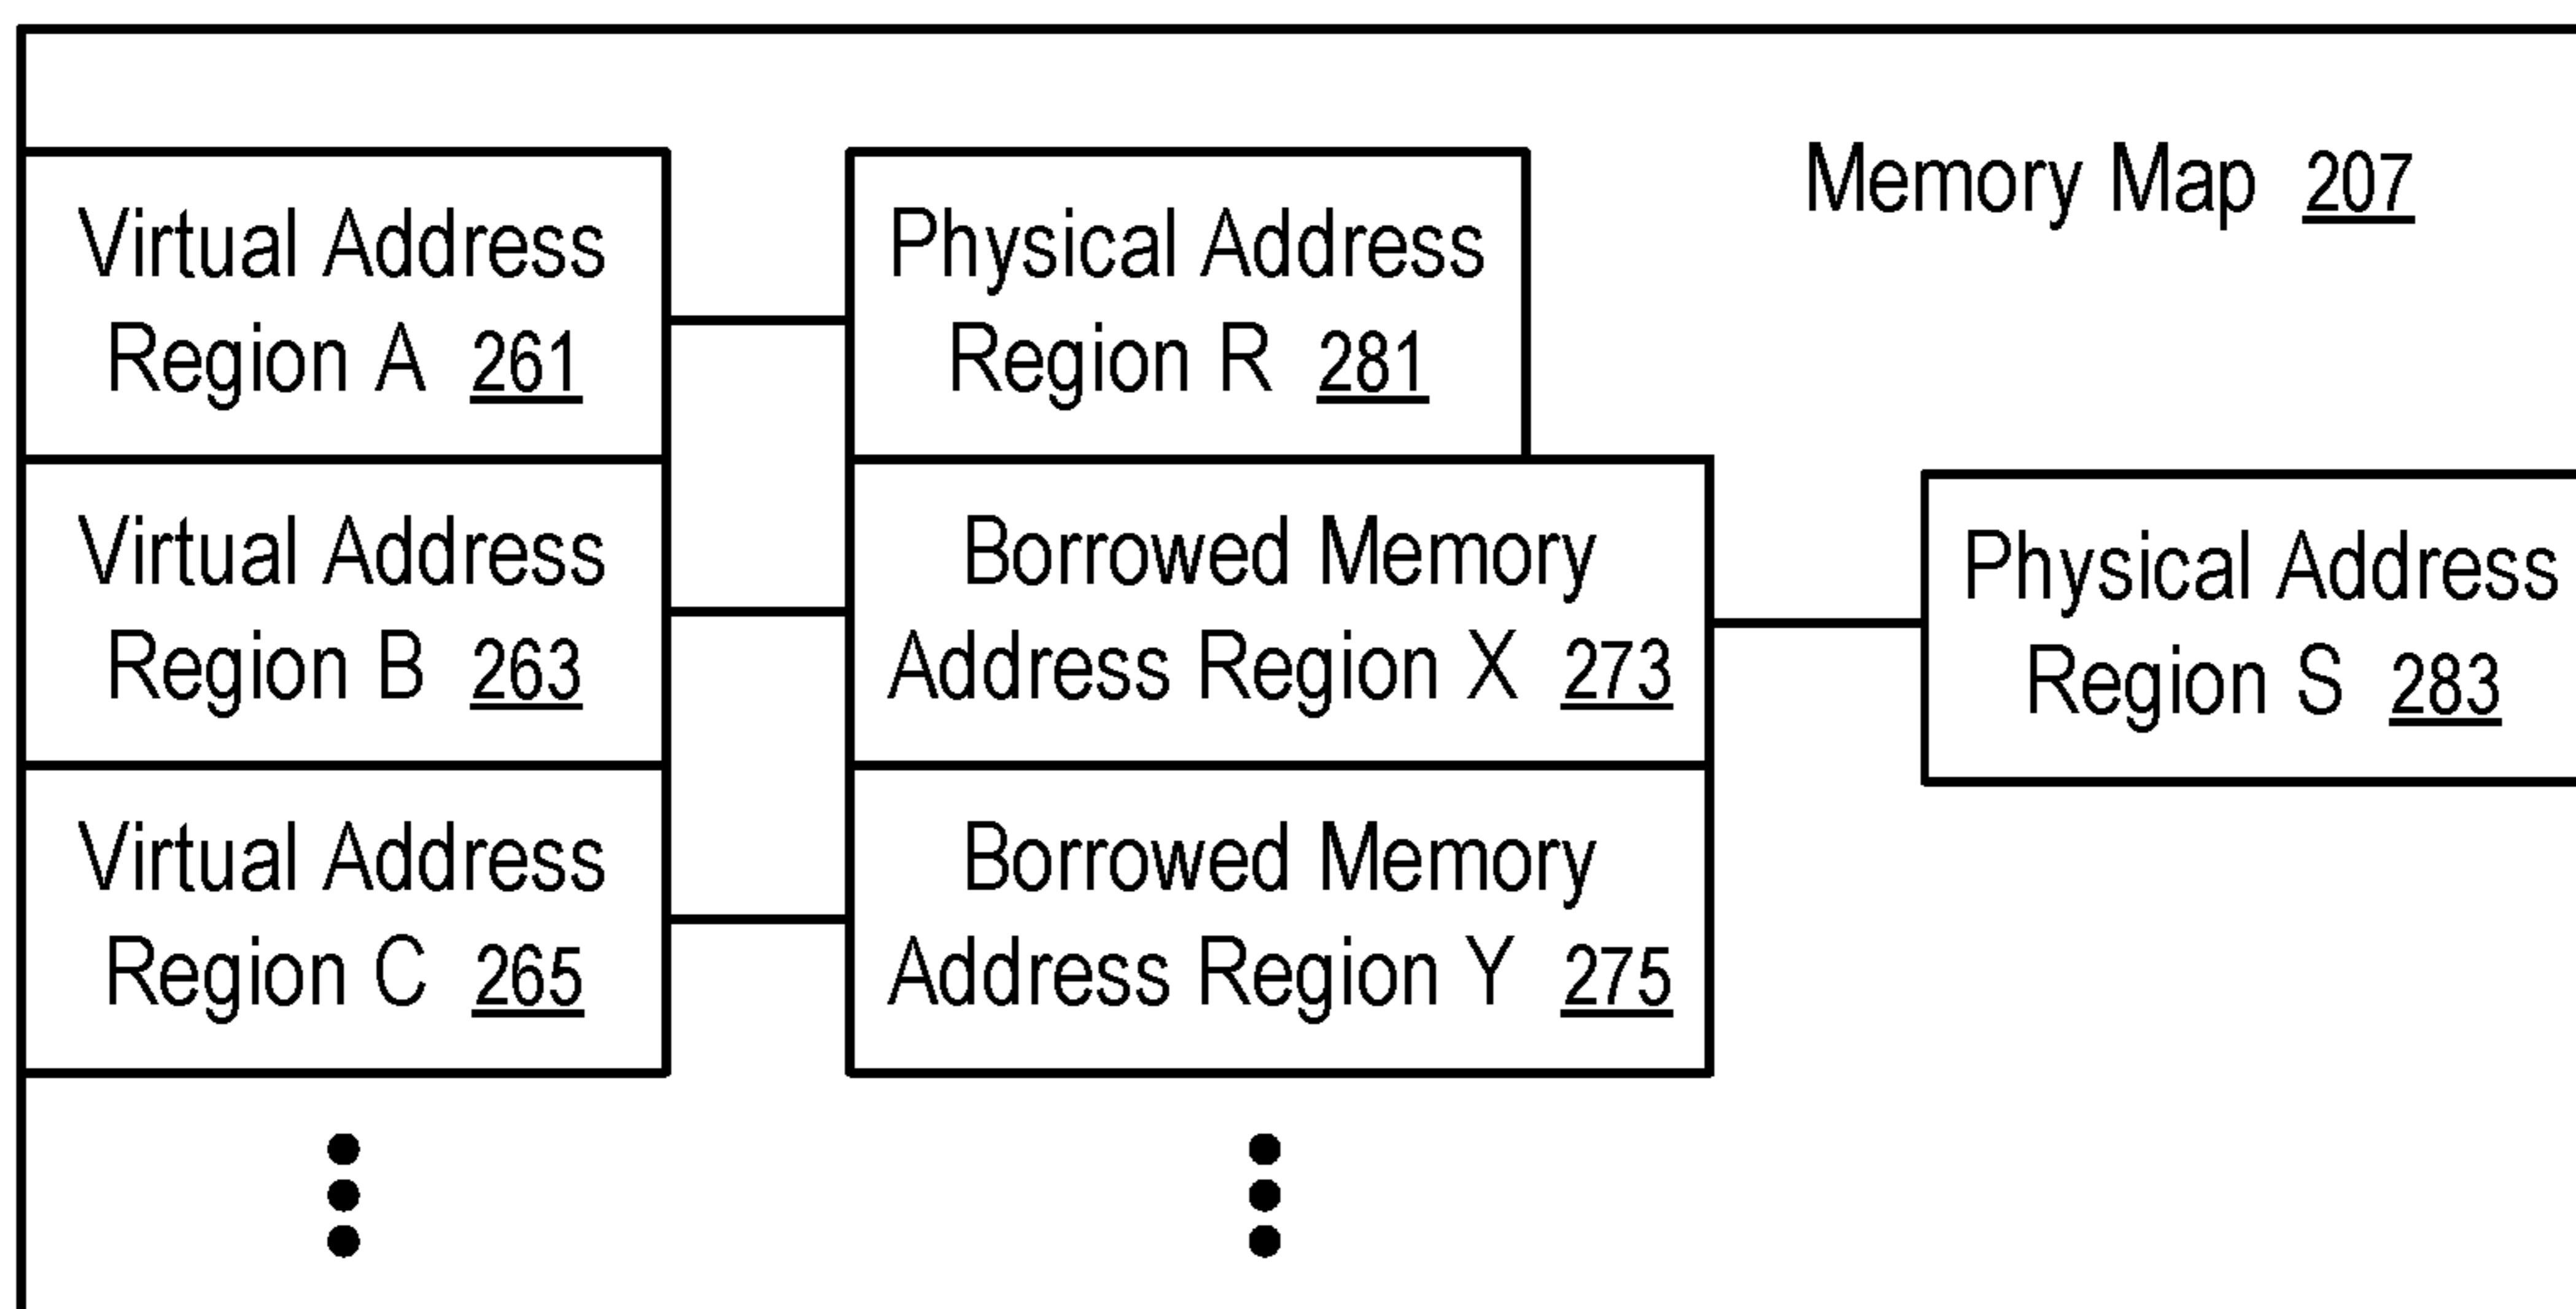 Memory Map 207
Virtual Address
Region A 261
Physical Address
Region R 281
Virtual Address
Region B 263
Borrowed Memory
Address Region X 273
Physical Address
Region S 283
Virtual Address
Region C 265
Borrowed Memory
Address Region Y 275